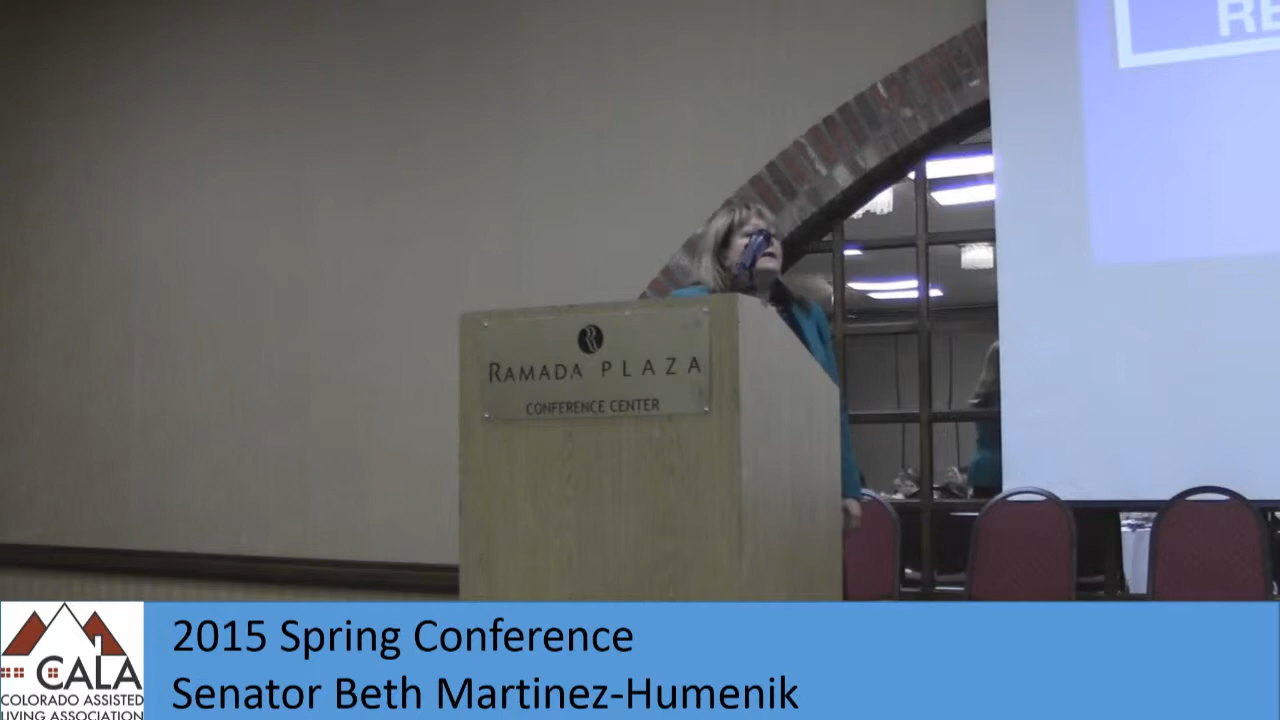 RAMADA PLAZA
CONFERENCE CENTER
2015 Spring Conference
Senator Beth Martinez-Humenik
CALA
COLORADO ASSISTED
LIVING ASSOCIATION